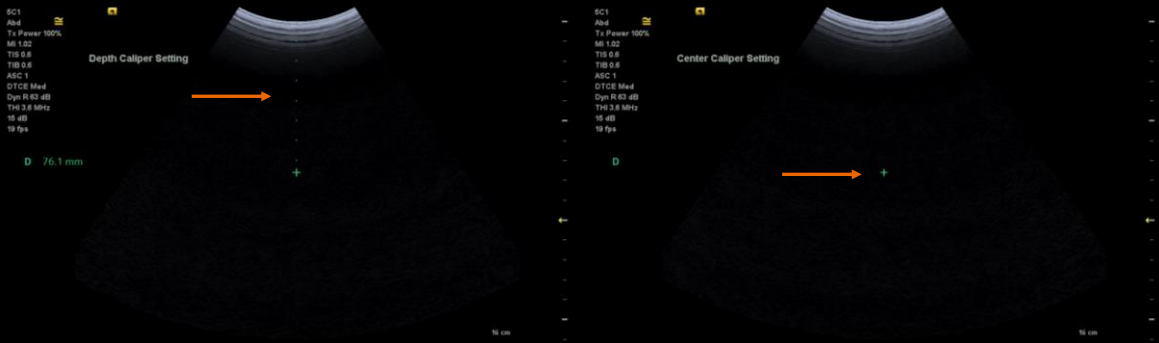 5C1
Abd
Tx Power 100%
MI 1.02
TIS 0.6
TIB 0.6
ASC 1
DTCE Med
Dyn R 63 dB
THI 3.6 MHz
15 dB
19 fps
Depth Caliper Setting
D 76.1 mm
16 cm
5C1
Abd
Tx Power 100%
MI 1.02
TIS 0.6
TIB 0.6
ASC 1
DTCE Med
Dyn R 63 dB
THI 3.6 MHz
15 dB
19 fps
Center Caliper Setting
D
16 cm